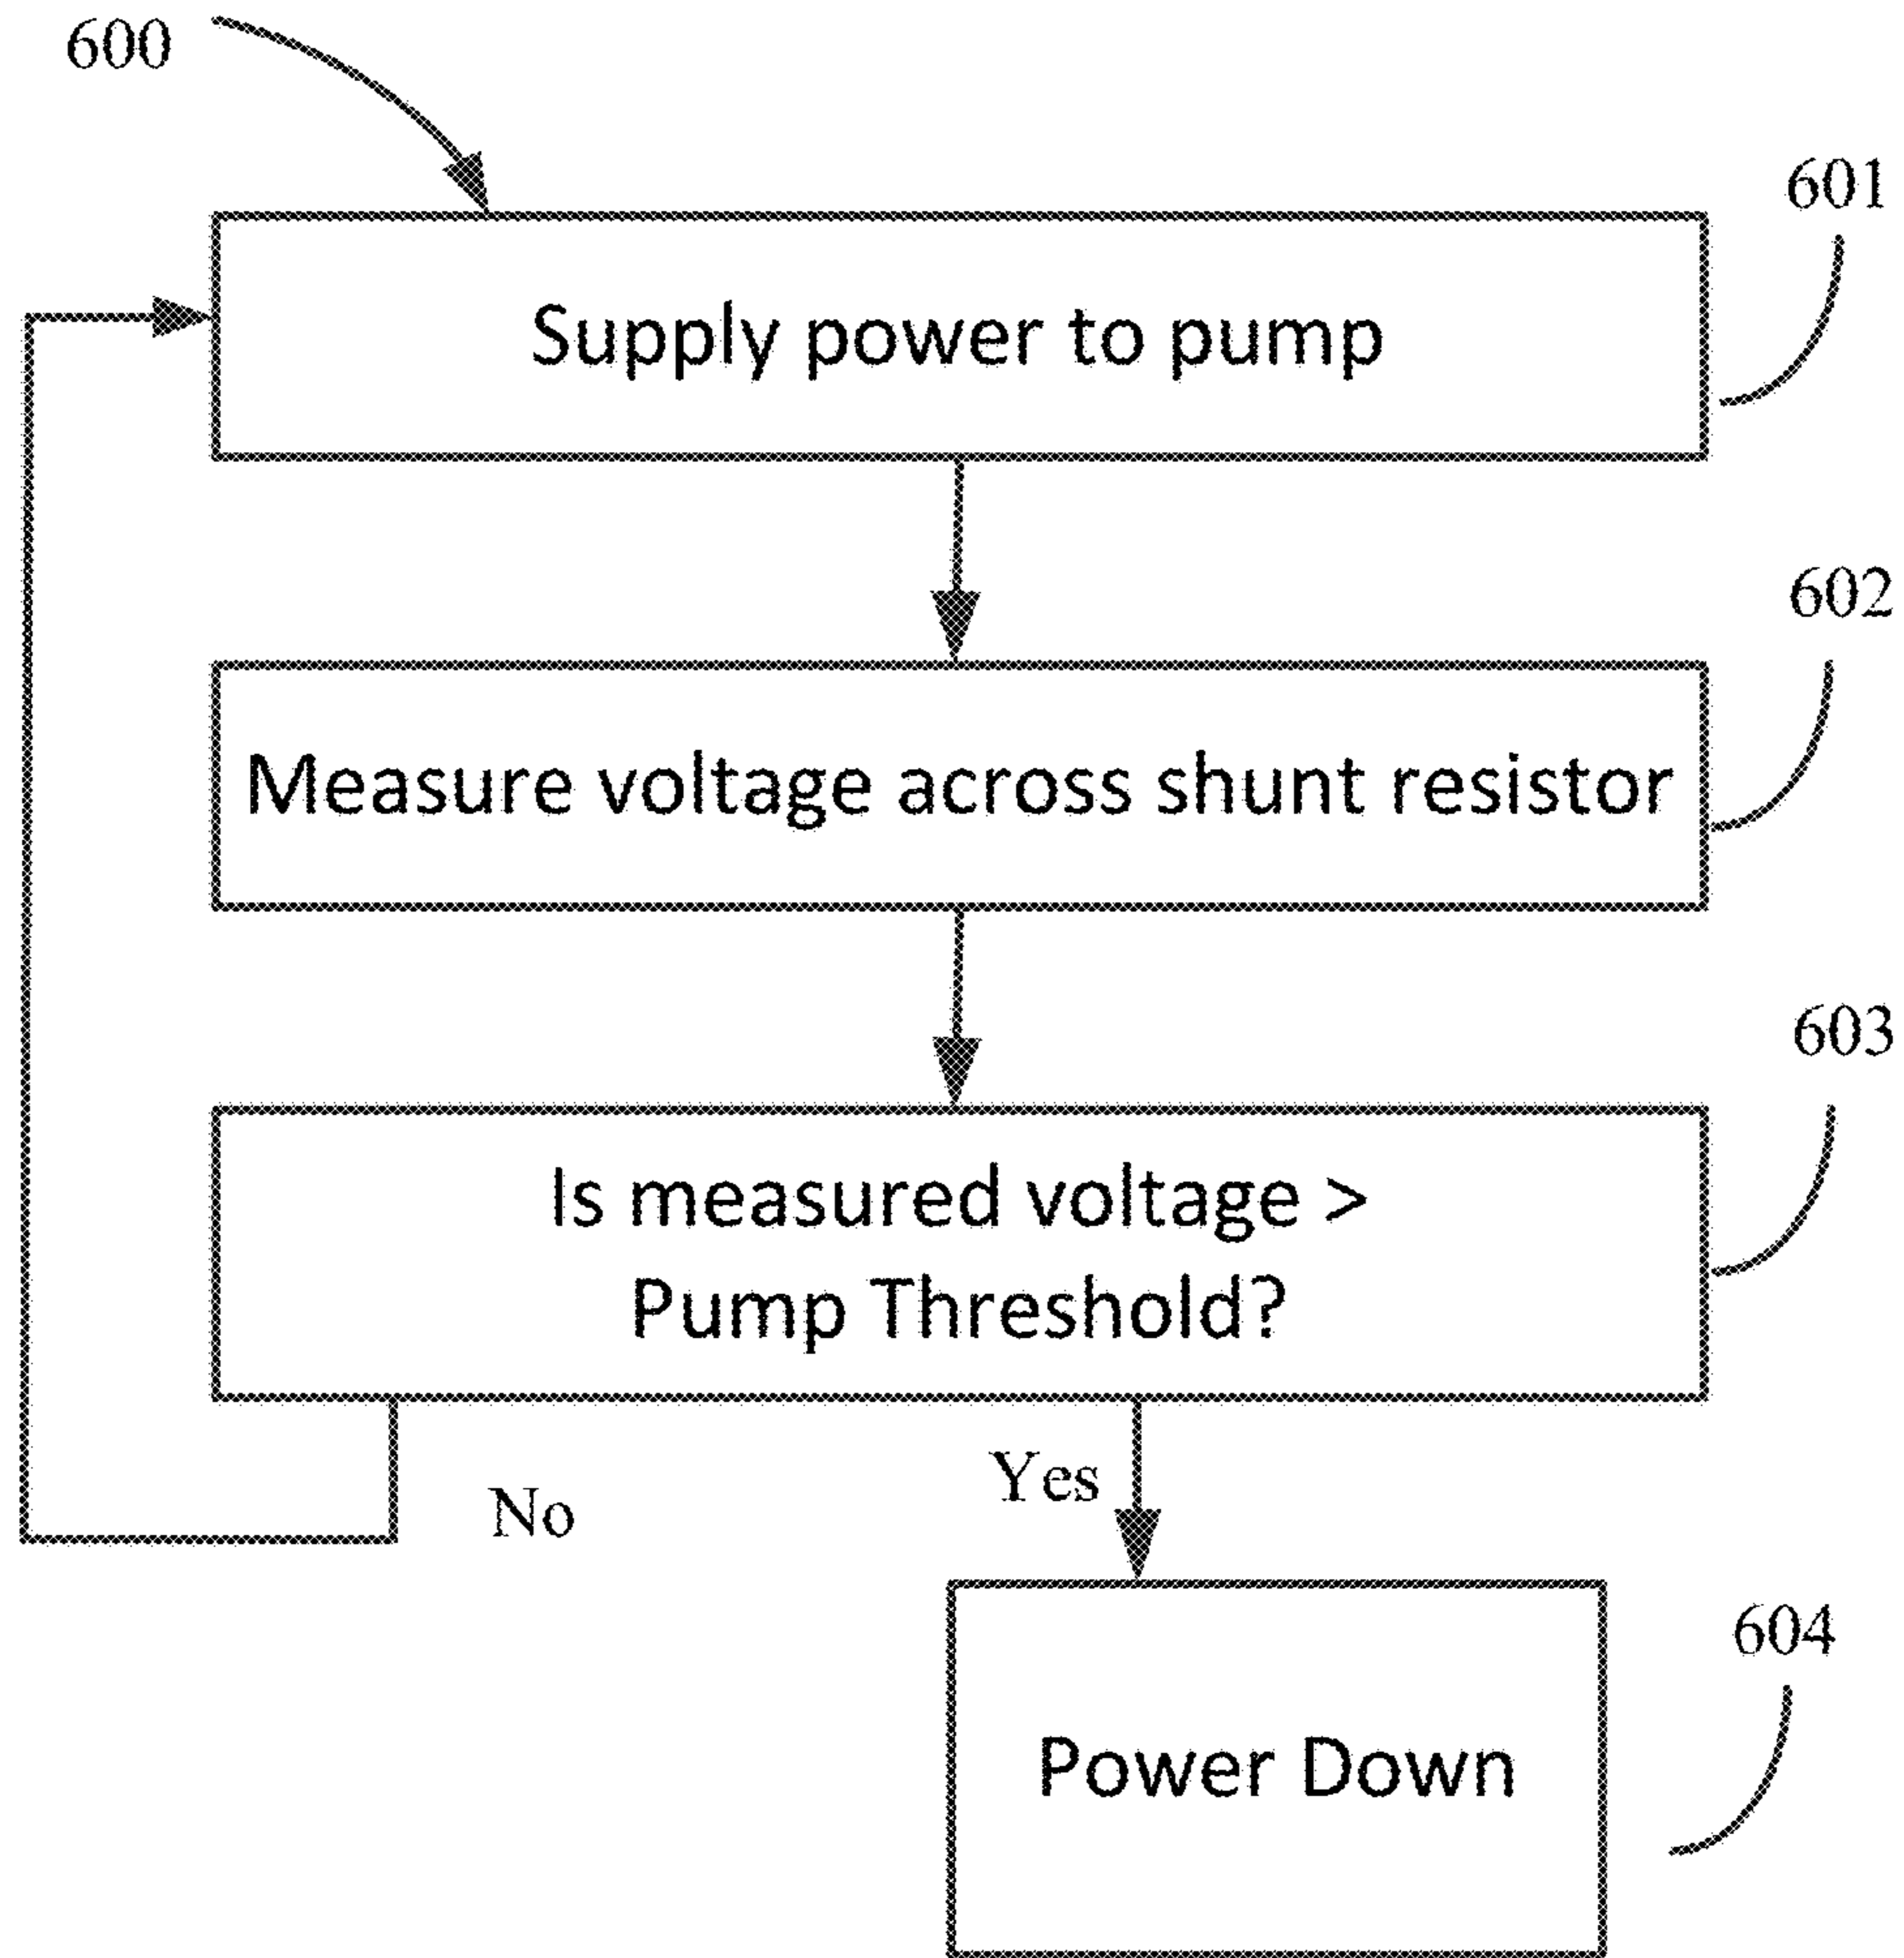 600
601
Supply power to pump
602
Measure voltage across shunt resistor
603
Is measured voltage >
Pump Threshold?
Yes
No
604
Power Down